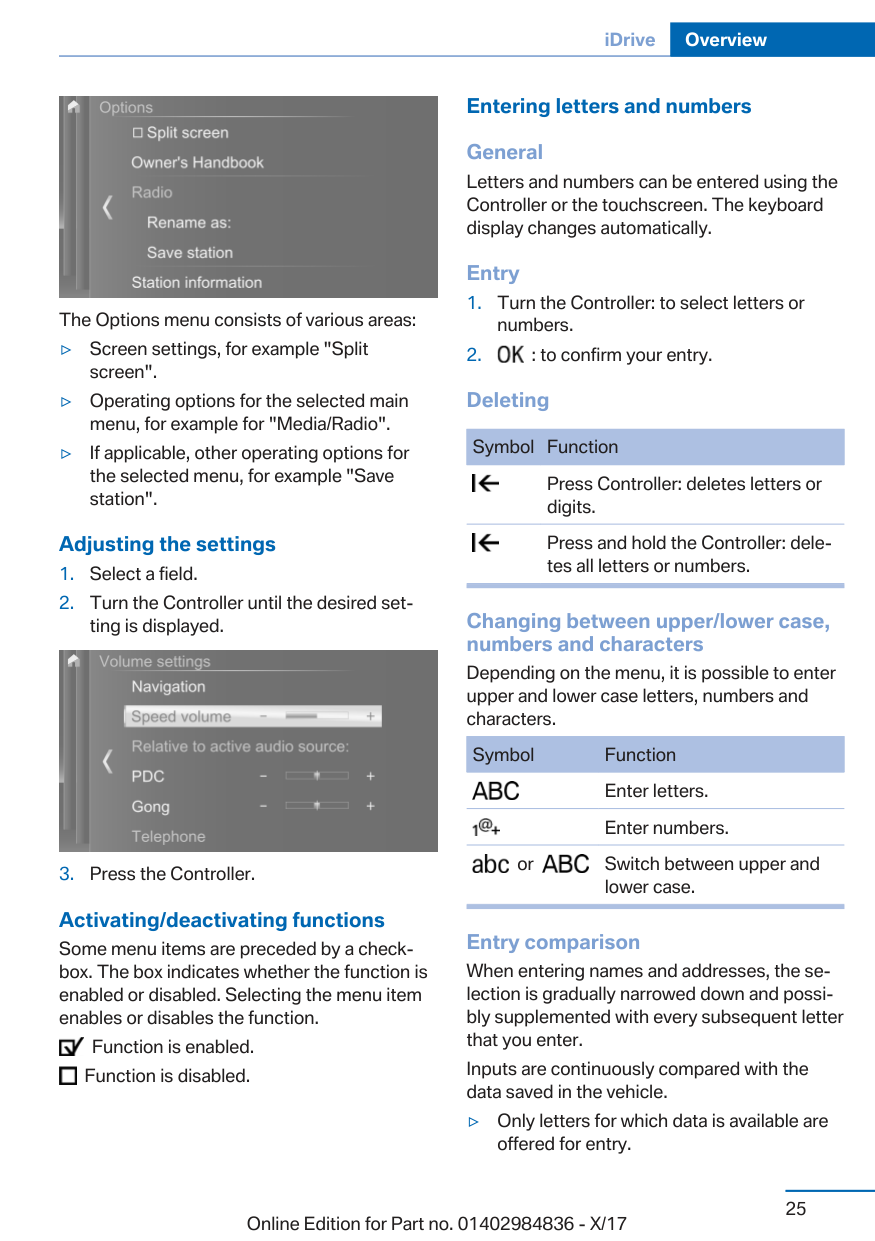 iDrive Overview
Options
Split screen
Owner's Handbook
Radio
Rename as:
Save station
Station information
The Options menu consists of various areas:
▷ Screen settings, for example "Split
screen".
▷ Operating options for the selected main
menu, for example for "Media/Radio".
▷ If applicable, other operating options for
the selected menu, for example "Save
station".
Adjusting the settings
1. Select a field.
2. Turn the Controller until the desired set-
ting is displayed.
Volume settings
Navigation
Speed volume - +
Relative to active audio source:
PDC - +
Gong - +
Telephone
3. Press the Controller.
Activating/deactivating functions
Some menu items are preceded by a check-
box. The box indicates whether the function is
enabled or disabled. Selecting the menu item
enables or disables the function.
Function is enabled.
Function is disabled.
Entering letters and numbers
General
Letters and numbers can be entered using the
Controller or the touchscreen. The keyboard
display changes automatically.
Entry
1. Turn the Controller: to select letters or
numbers.
2. OK : to confirm your entry.
Deleting
Symbol Function
Press Controller: deletes letters or
digits.
Press and hold the Controller: dele-
tes all letters or numbers.
Changing between upper/lower case,
numbers and characters
Depending on the menu, it is possible to enter
upper and lower case letters, numbers and
characters.
Symbol Function
ABC Enter letters.
1@+ Enter numbers.
abc or ABC Switch between upper and
lower case.
Entry comparison
When entering names and addresses, the se-
lection is gradually narrowed down and possi-
bly supplemented with every subsequent letter
that you enter.
Inputs are continuously compared with the
data saved in the vehicle.
▷ Only letters for which data is available are
offered for entry.
25
Online Edition for Part no. 01402984836 - X/17